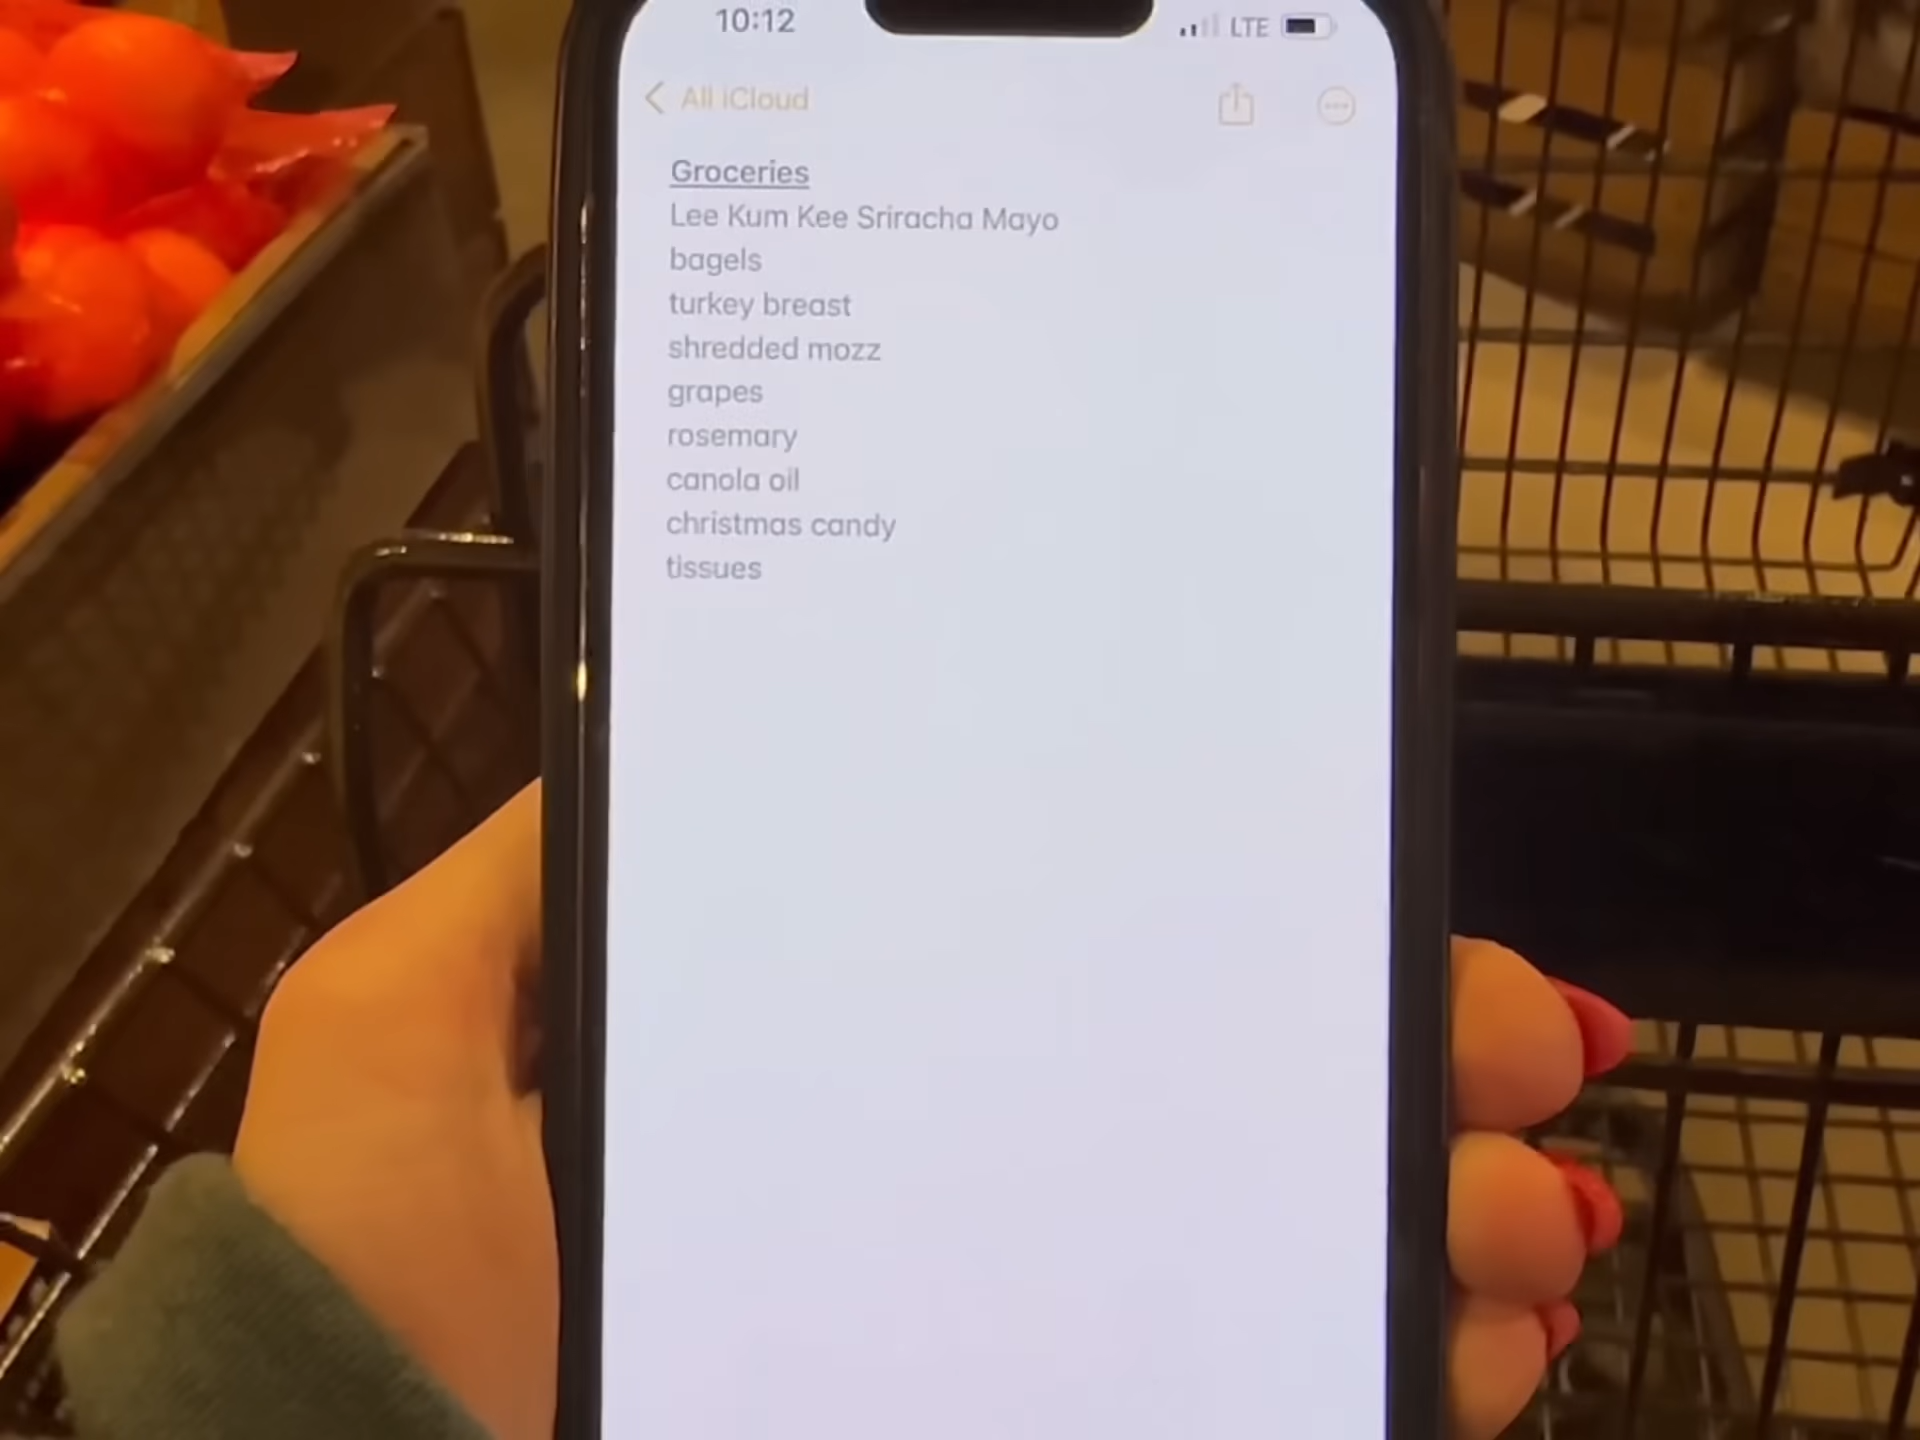 10:12 LTE
All iCloud
Groceries
Lee Kum Kee Sriracha Mayo
bagels
turkey breast
shredded mozz
grapes
rosemary
canola oil
christmas candy
tissues